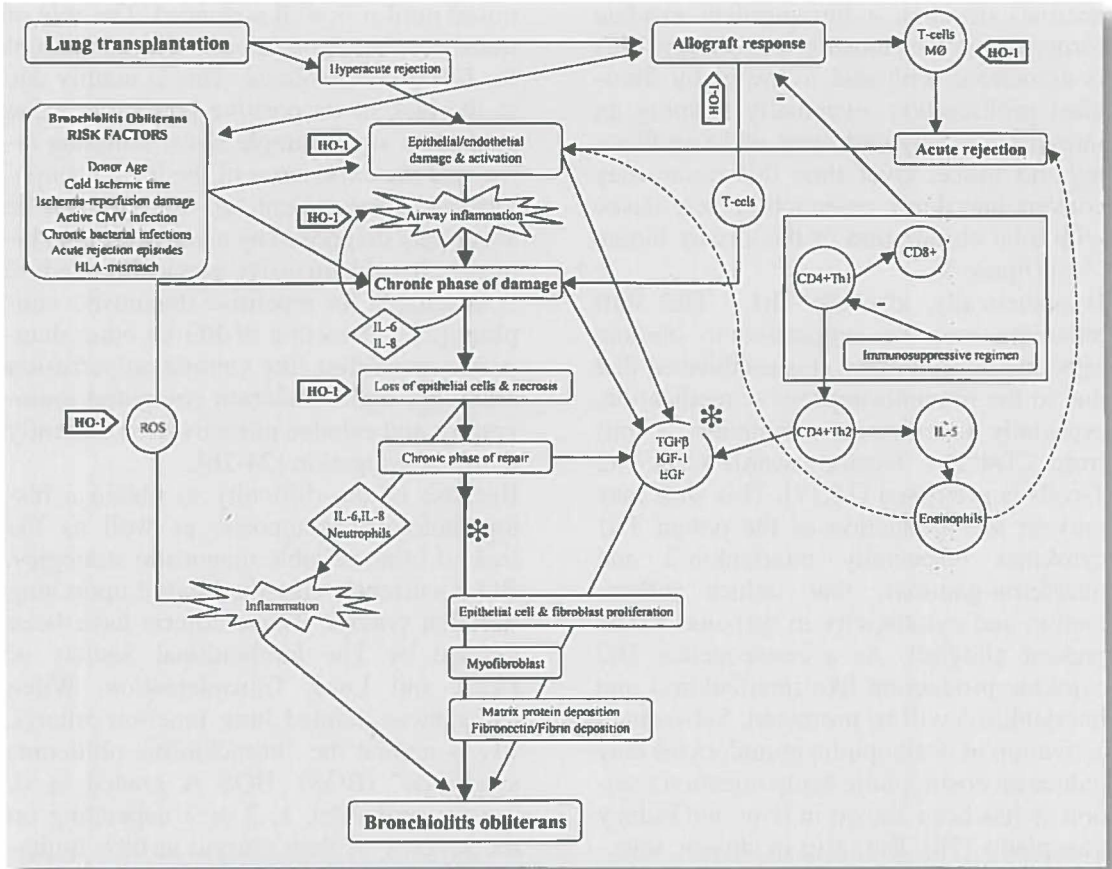 Lung transplantation
Hyperacute rejection
Allograft response
T-cells
MØ
HO-1
HO-1
-
Bronchiolitis Obliterans
RISK FACTORS
Donor Age
Cold Ischemic time
Ischemia-reperfusion damage
Active CMV infection
Chronic bacterial infections
Acute rejection episodes
HLA-mismatch
HO-1
Epithelial/endothelial
damage & activation
Acute rejection
HO-1
Airway inflammation
T-cels
CD4+Th1
CD8+
Chronic phase of damage
IL-6
IL-8
Immunosuppressive regimen
HO-1
Loss of epithelial cells & necrosis
HO-1
ROS
Chronic phase of repair
TGFβ
IGF-1
EGF
*
CD4+Th2
IL-5
IL-6, IL-8
Neutrophils
*
Eosinophils
Inflammation
Epithelial cell & fibroblast proliferation
Myofibroblast
Matrix protein deposition
Fibronectin/Fibrin deposition
Bronchiolitis obliterans